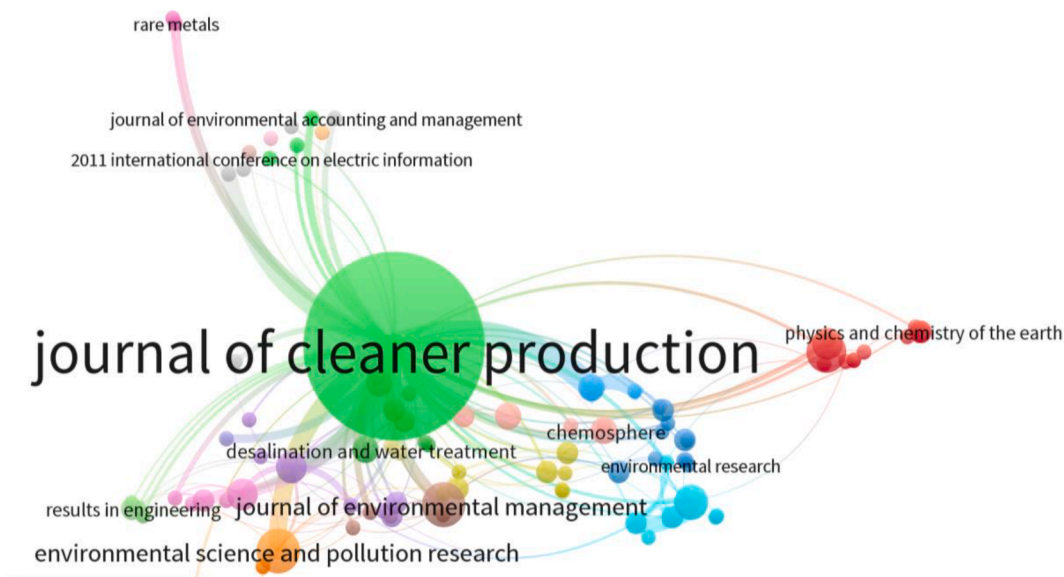 rare metals
journal of environmental accounting and management
2011 international conference on electric information
physics and chemistry of the earth
journal of cleaner production
chemosphere
desalination and water treatment
environmental research
results in engineering
journal of environmental management
environmental science and pollution research